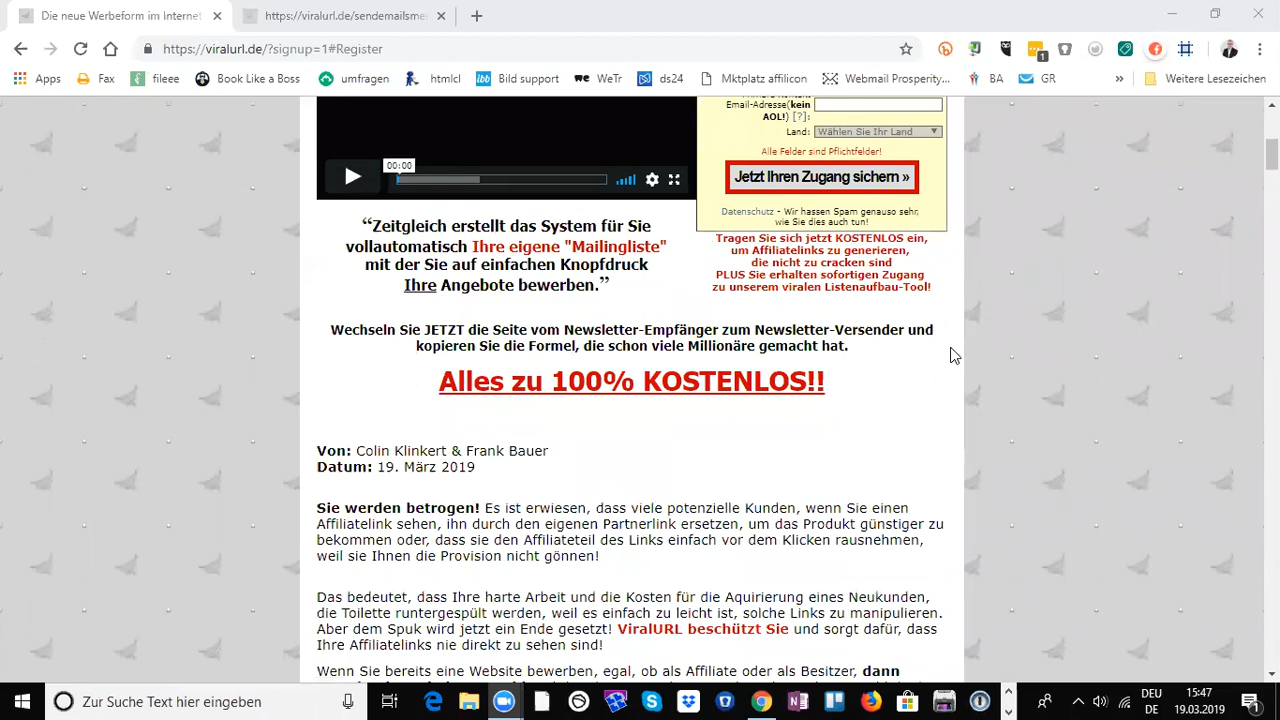 Die neue Werbeform im Internet
https://viralurl.de/sendemailsme
https://viralurl.de/?signup=1#Register
1
Apps
Fax
fileee
Book Like a Boss
umfragen
htmlcl
Bild support
WeTr
ds24
Mktplatz affilicon
Webmail Prosperity...
BA
GR
»
Weitere Lesezeichen
Email-Adresse(kein
AOL!) [?]:
Land: Wählen Sie Ihr Land
Alle Felder sind Pflichtfelder!
00:00
Jetzt Ihren Zugang sichern »
Datenschutz - Wir hassen Spam genauso sehr,
wie Sie dies auch tun!
“Zeitgleich erstellt das System für Sie
vollautomatisch Ihre eigene "Mailingliste"
mit der Sie auf einfachen Knopfdruck
Ihre Angebote bewerben.”
Tragen Sie sich jetzt KOSTENLOS ein,
um Affiliatelinks zu generieren,
die nicht zu cracken sind
PLUS Sie erhalten sofortigen Zugang
zu unserem viralen Listenaufbau-Tool!
Wechseln Sie JETZT die Seite vom Newsletter-Empfänger zum Newsletter-Versender und
kopieren Sie die Formel, die schon viele Millionäre gemacht hat.
Alles zu 100% KOSTENLOS!!
Von: Colin Klinkert & Frank Bauer
Datum: 19. März 2019
Sie werden betrogen! Es ist erwiesen, dass viele potenzielle Kunden, wenn Sie einen
Affiliatelink sehen, ihn durch den eigenen Partnerlink ersetzen, um das Produkt günstiger zu
bekommen oder, dass sie den Affiliateteil des Links einfach vor dem Klicken rausnehmen,
weil sie Ihnen die Provision nicht gönnen!
Das bedeutet, dass Ihre harte Arbeit und die Kosten für die Aquirierung eines Neukunden,
die Toilette runtergespült werden, weil es einfach zu leicht ist, solche Links zu manipulieren.
Aber dem Spuk wird jetzt ein Ende gesetzt! ViralURL beschützt Sie und sorgt dafür, dass
Ihre Affiliatelinks nie direkt zu sehen sind!
Wenn Sie bereits eine Website bewerben, egal, ob als Affiliate oder als Besitzer, dann
Zur Suche Text hier eingeben
DEU
DE
15:47
19.03.2019